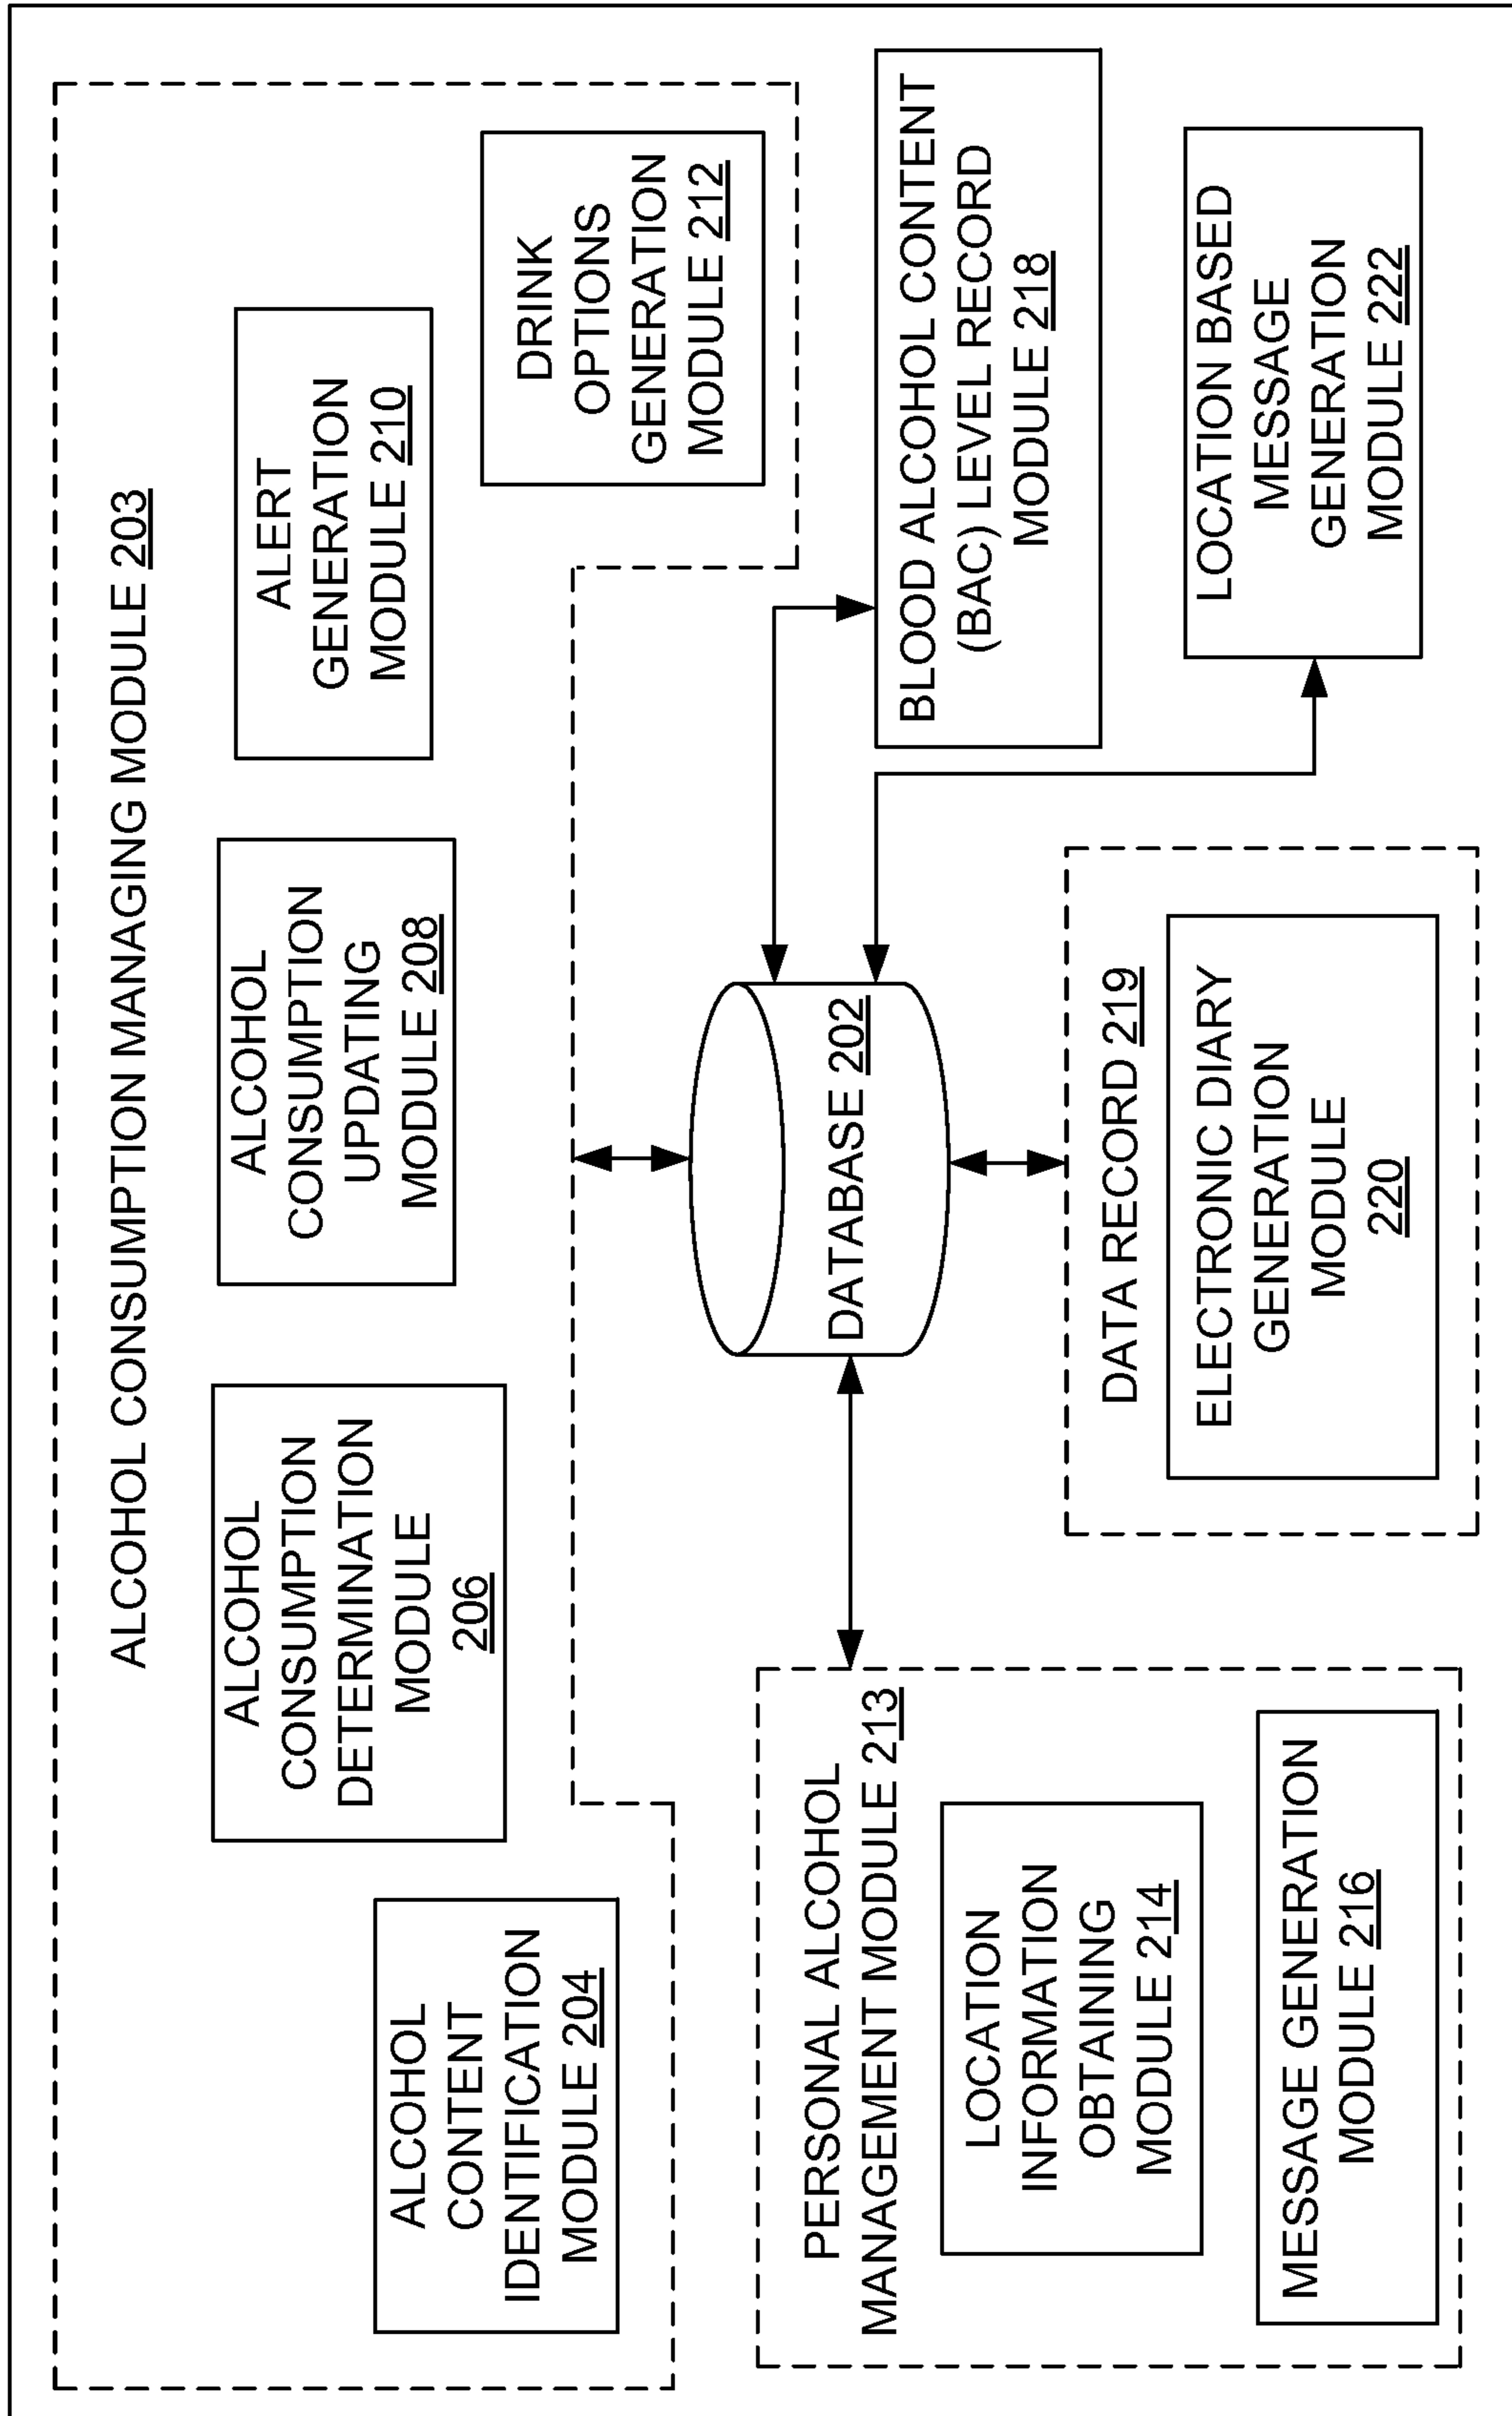 ALCOHOL CONSUMPTION MANAGING MODULE 203
ALCOHOL
CONTENT
IDENTIFICATION
MODULE 204
ALCOHOL
CONSUMPTION
DETERMINATION
MODULE
206
ALCOHOL
CONSUMPTION
UPDATING
MODULE 208
ALERT
GENERATION
MODULE 210
DRINK
OPTIONS
GENERATION
MODULE 212
DATABASE 202
PERSONAL ALCOHOL
MANAGEMENT MODULE 213
LOCATION
INFORMATION
OBTAINING
MODULE 214
MESSAGE GENERATION
MODULE 216
DATA RECORD 219
ELECTRONIC DIARY
GENERATION
MODULE
220
BLOOD ALCOHOL CONTENT
(BAC) LEVEL RECORD
MODULE 218
LOCATION BASED
MESSAGE
GENERATION
MODULE 222